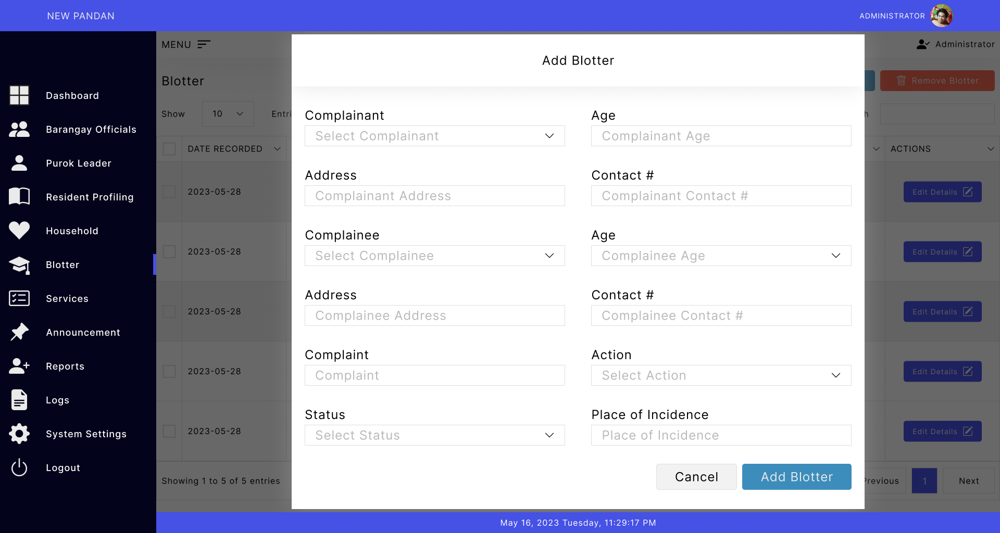 NEW PANDAN
ADMINISTRATOR
MENU
Administrator
Dashboard
Barangay Officials
Purok Leader
Resident Profiling
Household
Blotter
Services
Announcement
Reports
Logs
System Settings
Logout
Blotter
Remove Blotter
Show
10
Entri
h
DATE RECORDED
ACTIONS
2023-05-28
Edit Details
2023-05-28
Edit Details
2023-05-28
Edit Details
2023-05-28
Edit Details
2023-05-28
Edit Details
Showing 1 to 5 of 5 entries
Previous
1
Next
Add Blotter
Complainant
Select Complainant
Age
Complainant Age
Address
Complainant Address
Contact #
Complainant Contact #
Complainee
Select Complainee
Age
Complainee Age
Address
Complainee Address
Contact #
Complainee Contact #
Complaint
Complaint
Action
Select Action
Status
Select Status
Place of Incidence
Place of Incidence
Cancel
Add Blotter
May 16, 2023 Tuesday, 11:29:17 PM